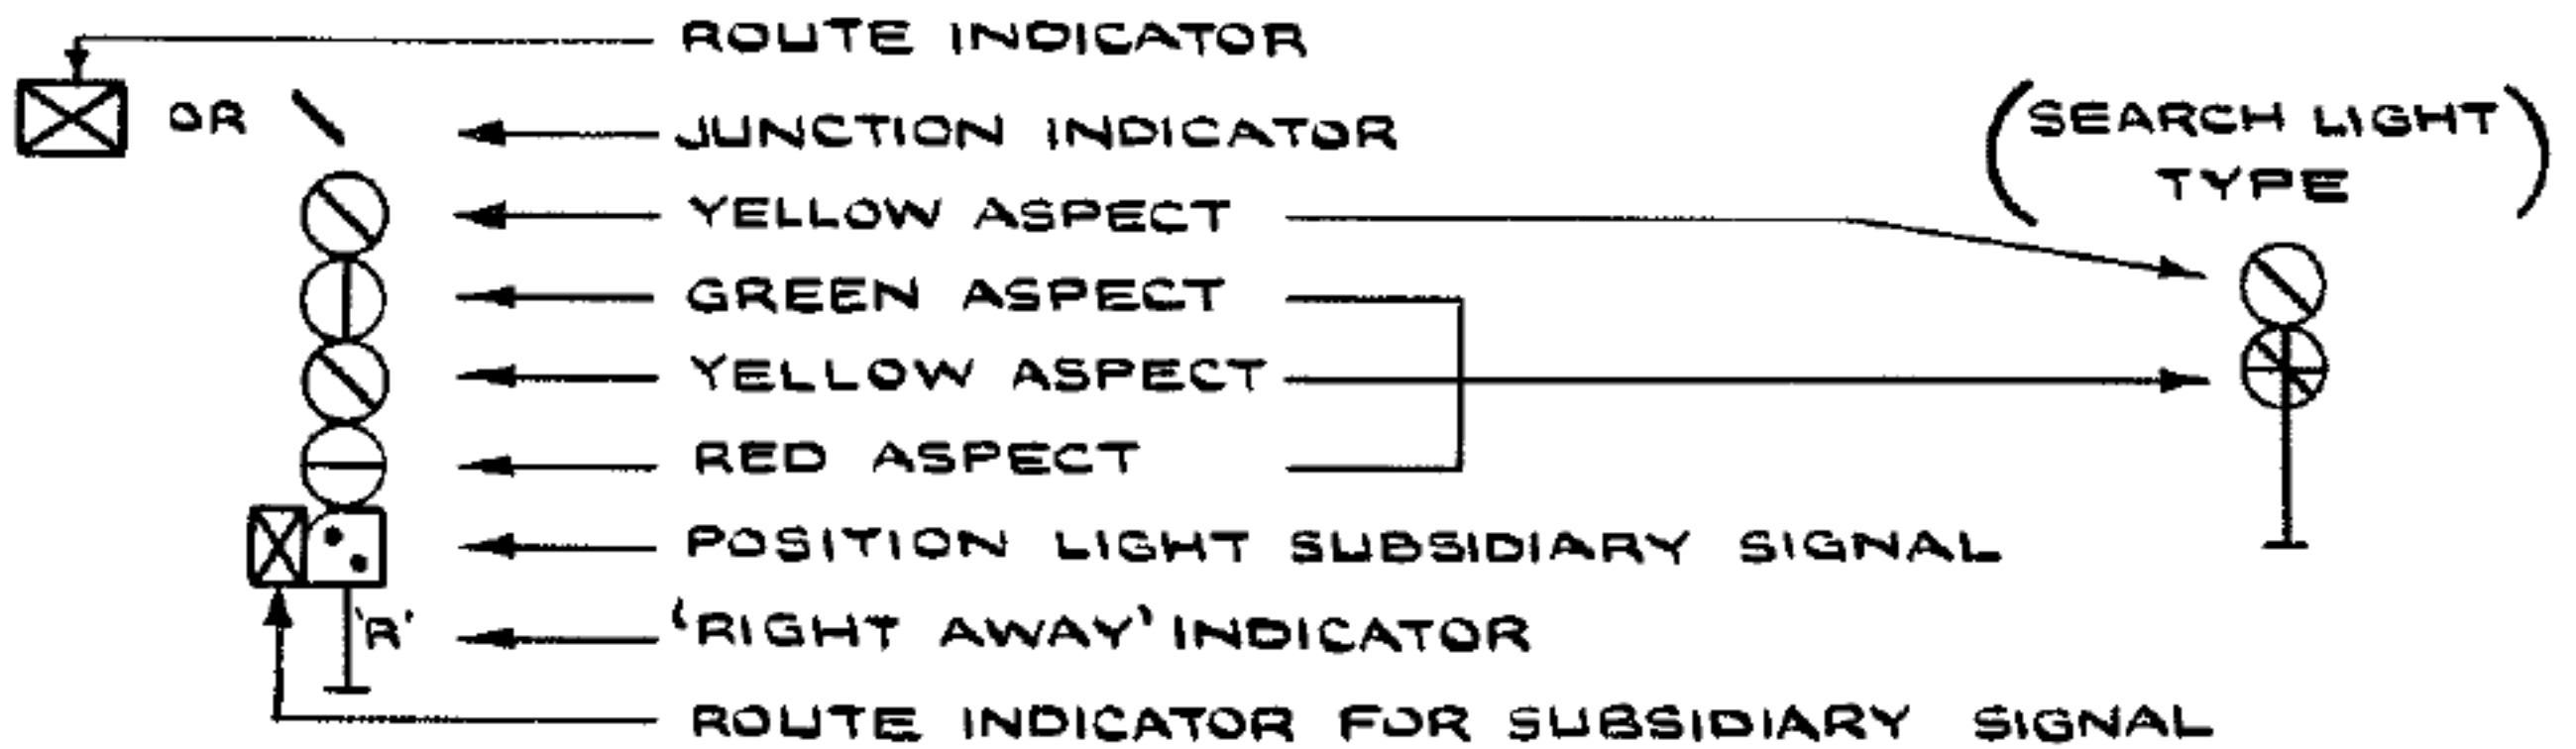 ROUTE INDICATOR
OR
JUNCTION INDICATOR
(SEARCH LIGHT
TYPE)
YELLOW ASPECT
GREEN ASPECT
YELLOW ASPECT
RED ASPECT
POSITION LIGHT SUBSIDIARY SIGNAL
'R'
'RIGHT AWAY' INDICATOR
ROUTE INDICATOR FOR SUBSIDIARY SIGNAL